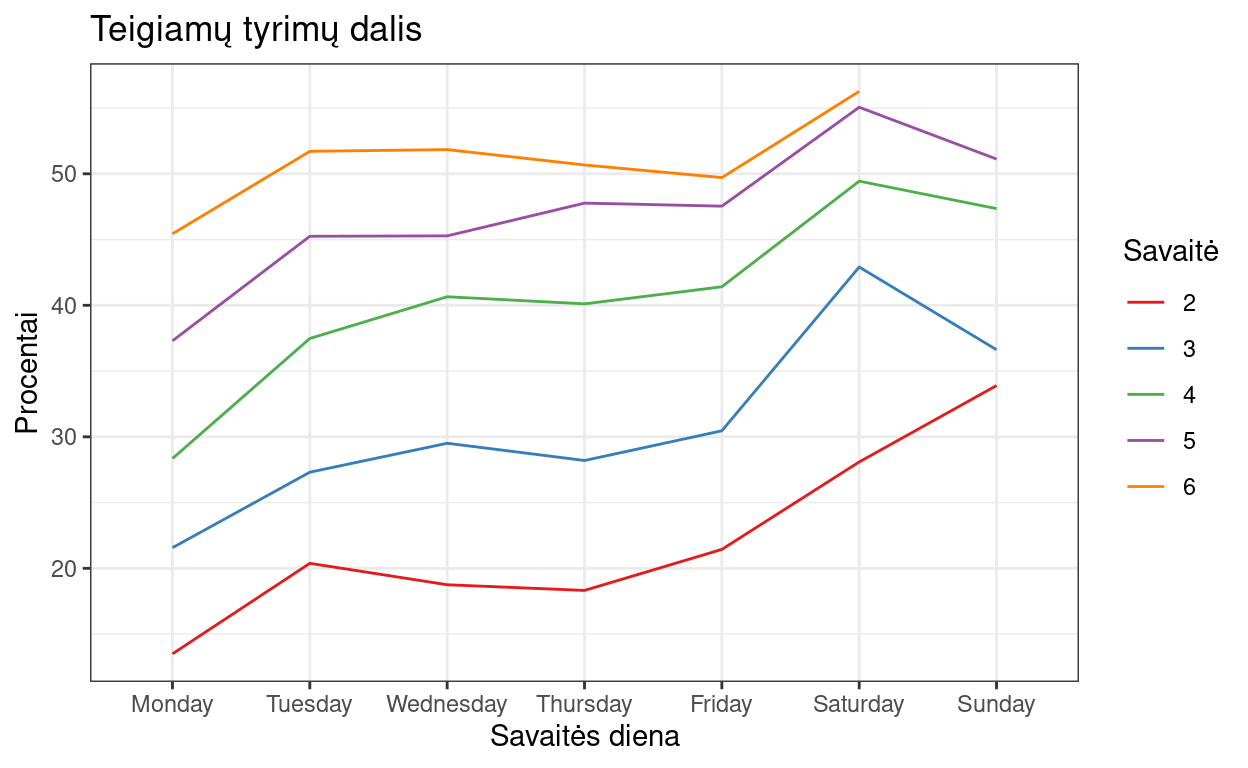 Teigiamų tyrimų dalis
Procentai
50
40
30
20
Monday Tuesday Wednesday Thursday Friday Saturday Sunday
Savaitės diena
Savaitė
2
3
4
5
6